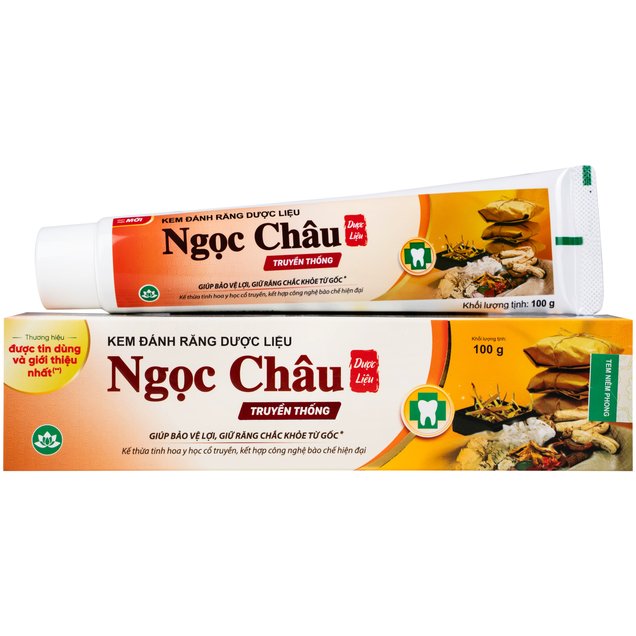 MỚI
KEM ĐÁNH RĂNG DƯỢC LIỆU
Ngọc Châu
Dược
Liệu
TRUYỀN THỐNG
GIÚP BẢO VỆ LỢI, GIỮ RĂNG CHẮC KHỎE TỪ GỐC*
Kế thừa tinh hoa y học cổ truyền, kết hợp công nghệ bào chế hiện đại
Khối lượng tịnh: 100 g
Thương hiệu
được tin dùng
và giới thiệu
nhất(**)
KEM ĐÁNH RĂNG DƯỢC LIỆU
Ngọc Châu
Dược
Liệu
TRUYỀN THỐNG
GIÚP BẢO VỆ LỢI, GIỮ RĂNG CHẮC KHỎE TỪ GỐC*
Kế thừa tinh hoa y học cổ truyền, kết hợp công nghệ bào chế hiện đại
Khối lượng tịnh:
100 g
TEM NIÊM PHONG